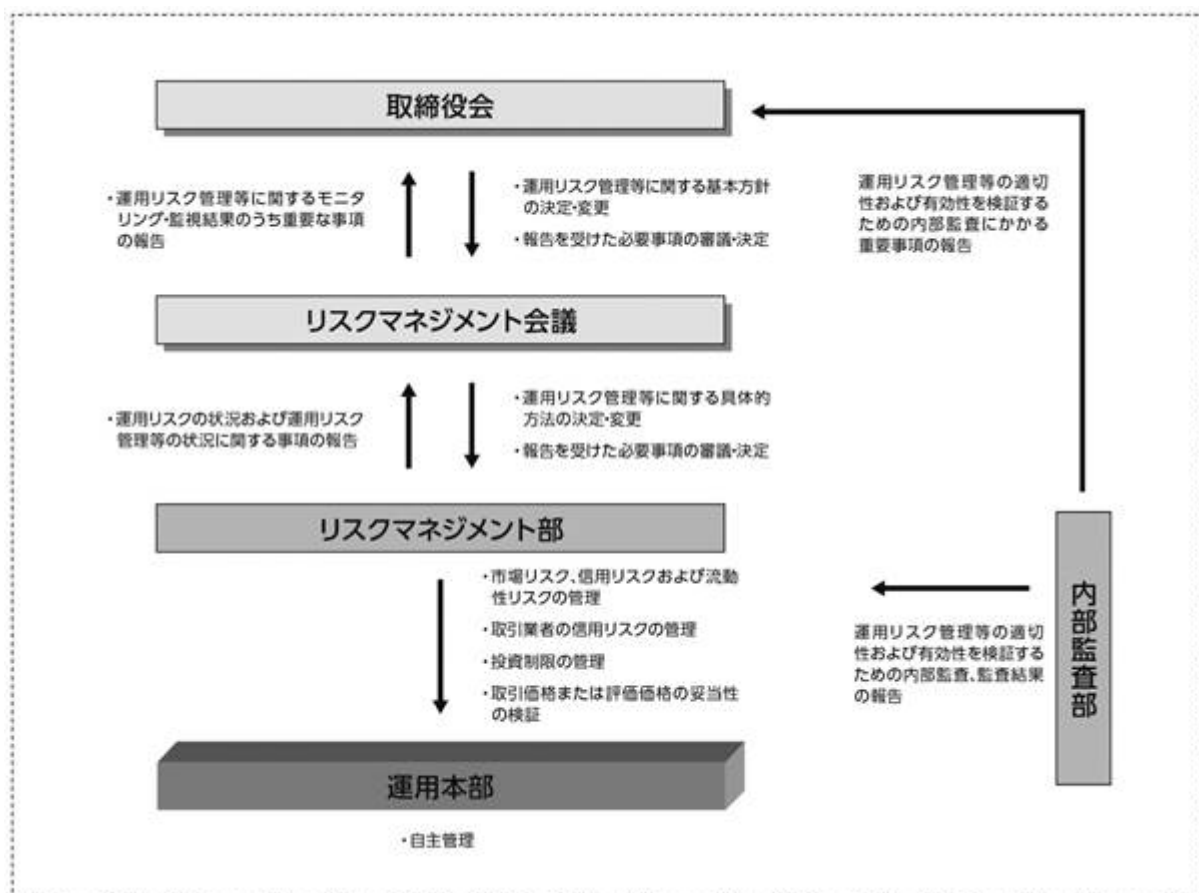 取締役会
・運用リスク管理等に関するモニタ
リング・監視結果のうち重要な事項
の報告
・運用リスク管理等に関する基本方針
の決定・変更
・報告を受けた必要事項の審議・決定
運用リスク管理等の適切
性および有効性を検証する
ための内部監査にかかる
重要事項の報告
リスクマネジメント会議
・運用リスクの状況および運用リスク
管理等の状況に関する事項の報告
・運用リスク管理等に関する具体的
方法の決定・変更
・報告を受けた必要事項の審議・決定
リスクマネジメント部
・市場リスク、信用リスクおよび流動
性リスクの管理
・取引業者の信用リスクの管理
・投資制限の管理
・取引価格または評価価格の妥当性
の検証
運用リスク管理等の適切
性および有効性を検証する
ための内部監査、監査結果
の報告
内部監査部
運用本部
・自主管理